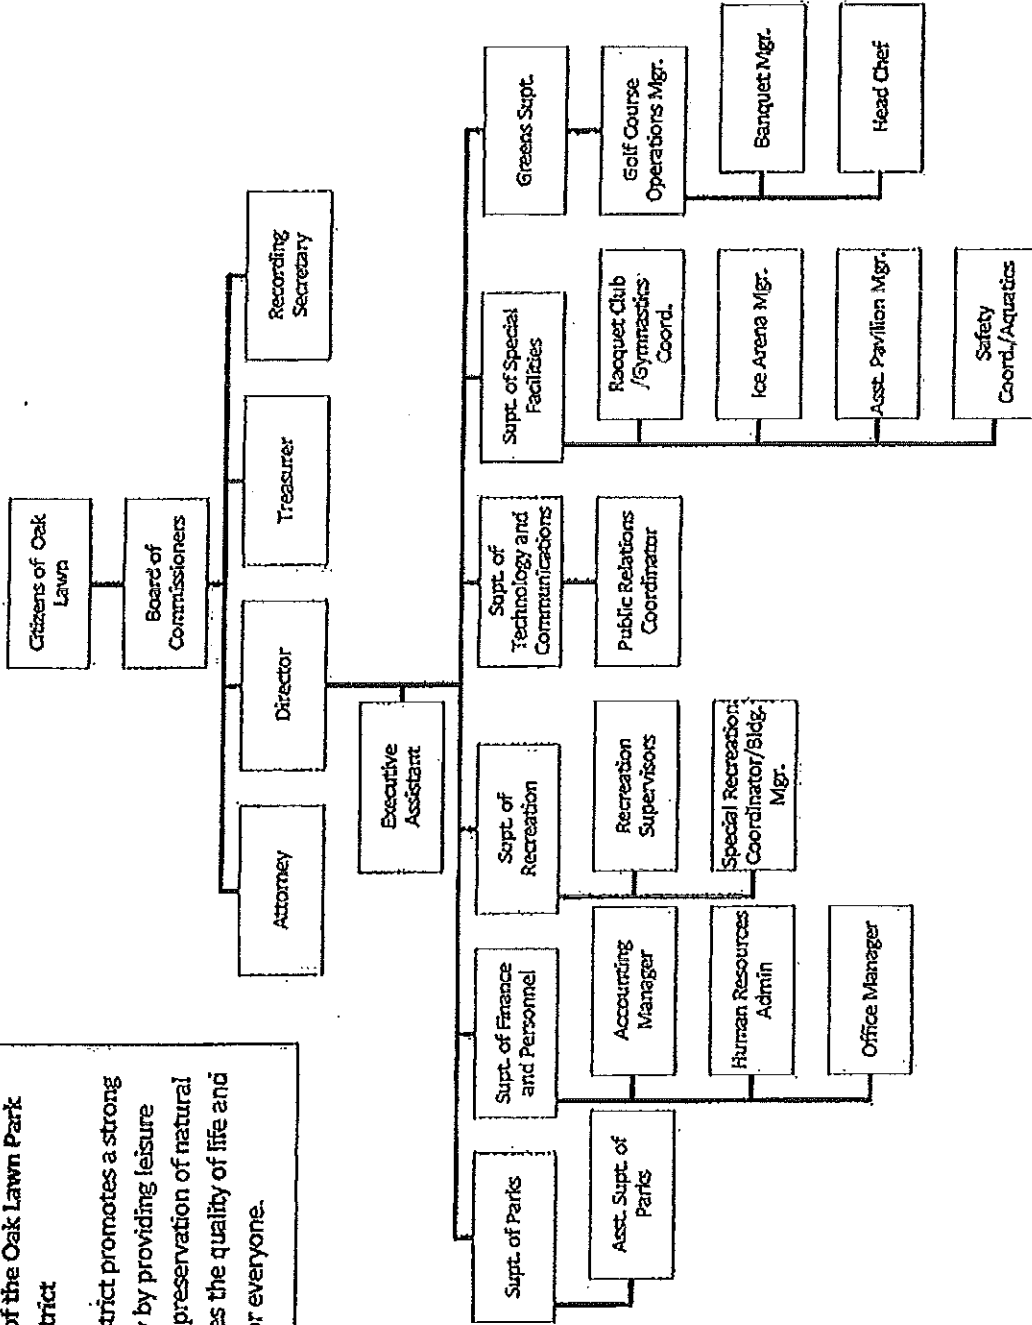 of the Oak Lawn Park
trict
trict promotes a strong
y by providing leisure
preservation of natural
es the quality of life and
or everyone.
Citizens of Oak
Lawn
Board of
Commissioners
Attorney
Director
Treasurer
Recording
Secretary
Executive
Assistant
Supt. of Parks
Supt. of Finance
and Personnel
Supt. of
Recreation
Supt. of
Technology and
Communications
Supt. of Special
Facilities
Greens Supt.
Asst. Supt. of
Parks
Accounting
Manager
Human Resources
Admin
Office Manager
Recreation
Supervisors
Special Recreation
Coordinator/Bldg.
Mgr.
Public Relations
Coordinator
Racquet Club
/Gymnastics
Coord.
Ice Arena Mgr.
Asst. Pavilion Mgr.
Safety
Coord./Aquatics
Golf Course
Operations Mgr.
Banquet Mgr.
Head Chef